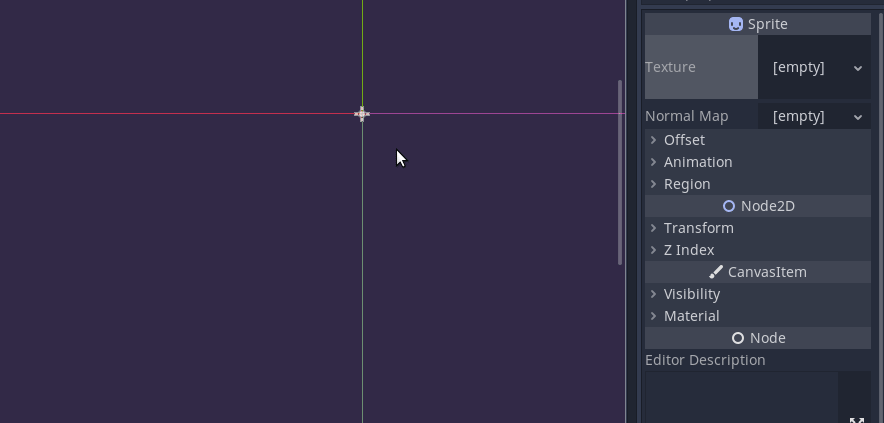 Sprite
Texture [empty]
Normal Map [empty]
Offset
Animation
Region
Node2D
Transform
Z Index
CanvasItem
Visibility
Material
Node
Editor Description